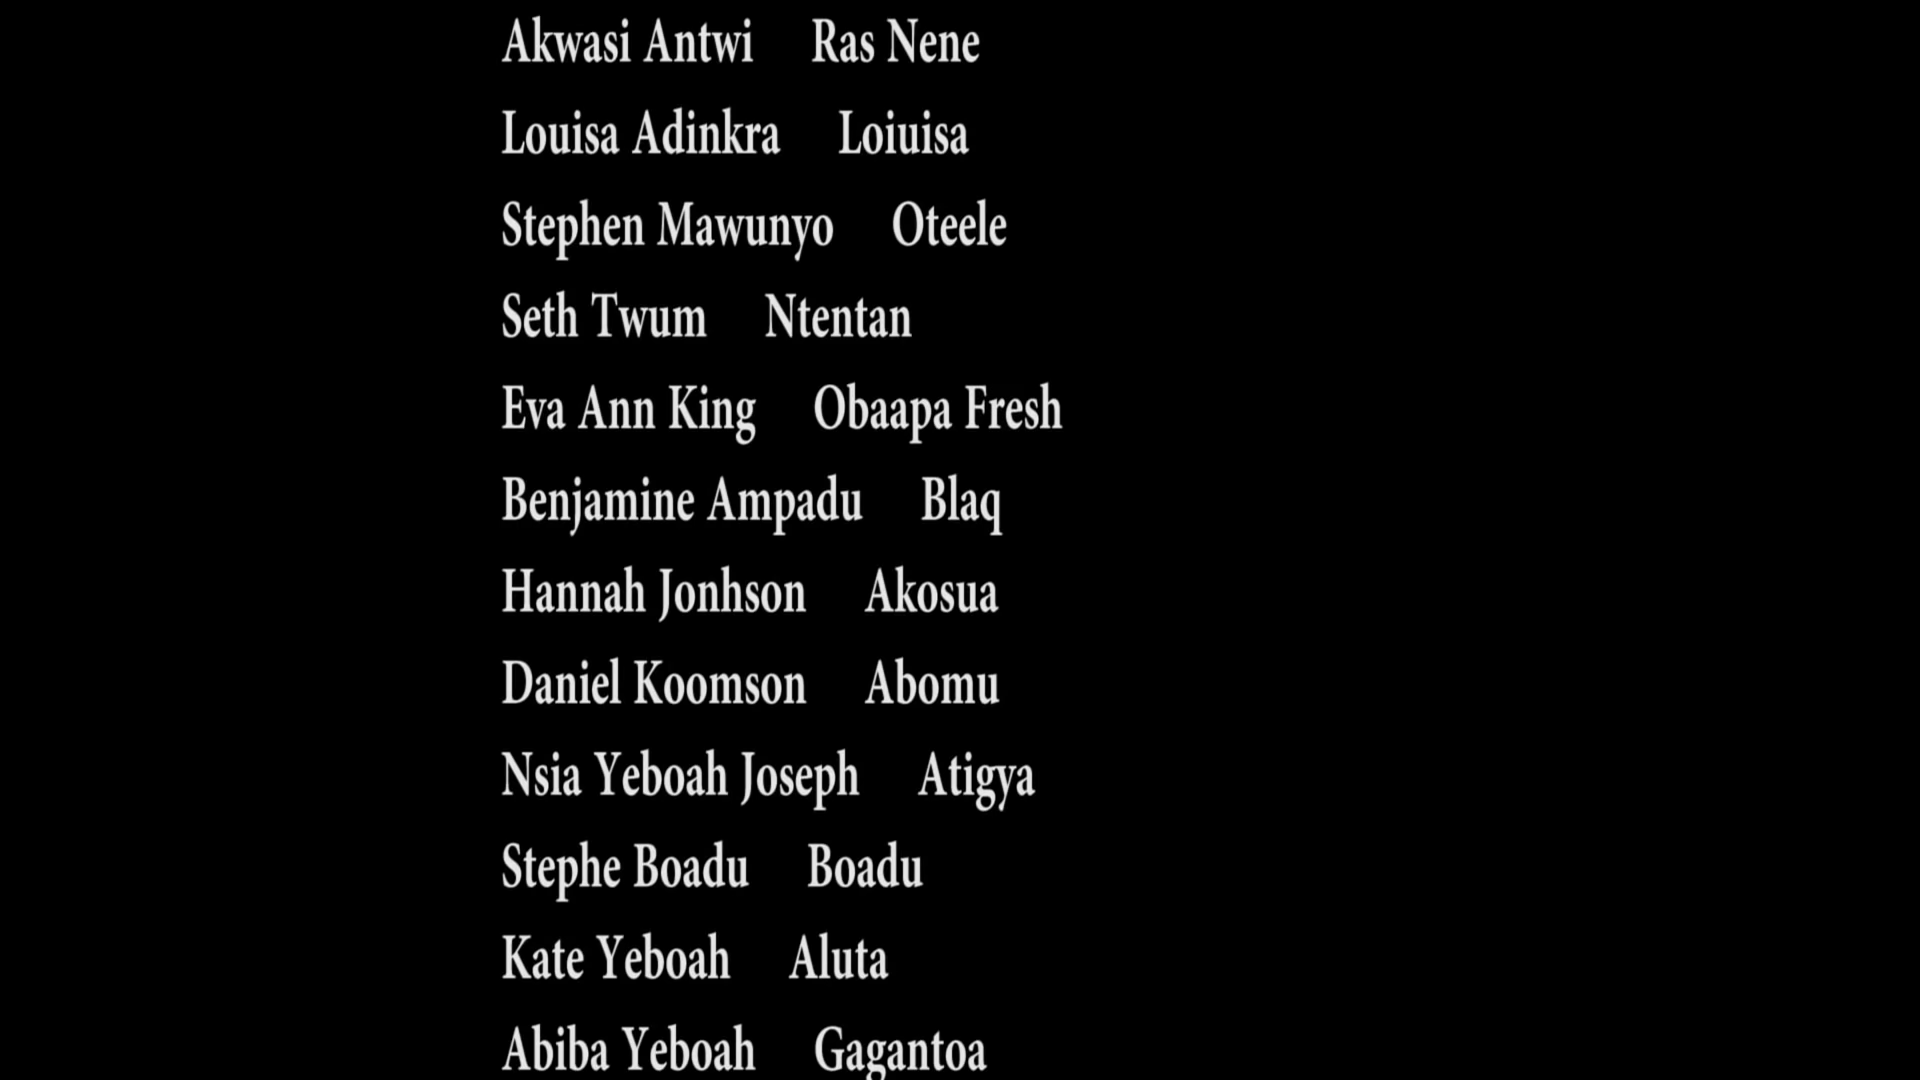 Akwasi Antwi Ras Nene
Louisa Adinkra Loiuisa
Stephen Mawunyo Oteele
Seth Twum Ntentan
Eva Ann King Obaapa Fresh
Benjamine Ampadu Blaq
Hannah Jonhson Akosua
Daniel Koomson Abomu
Nsia Yeboah Joseph Atigya
Stephe Boadu Boadu
Kate Yeboah Aluta
Abiba Yeboah Gagantoa